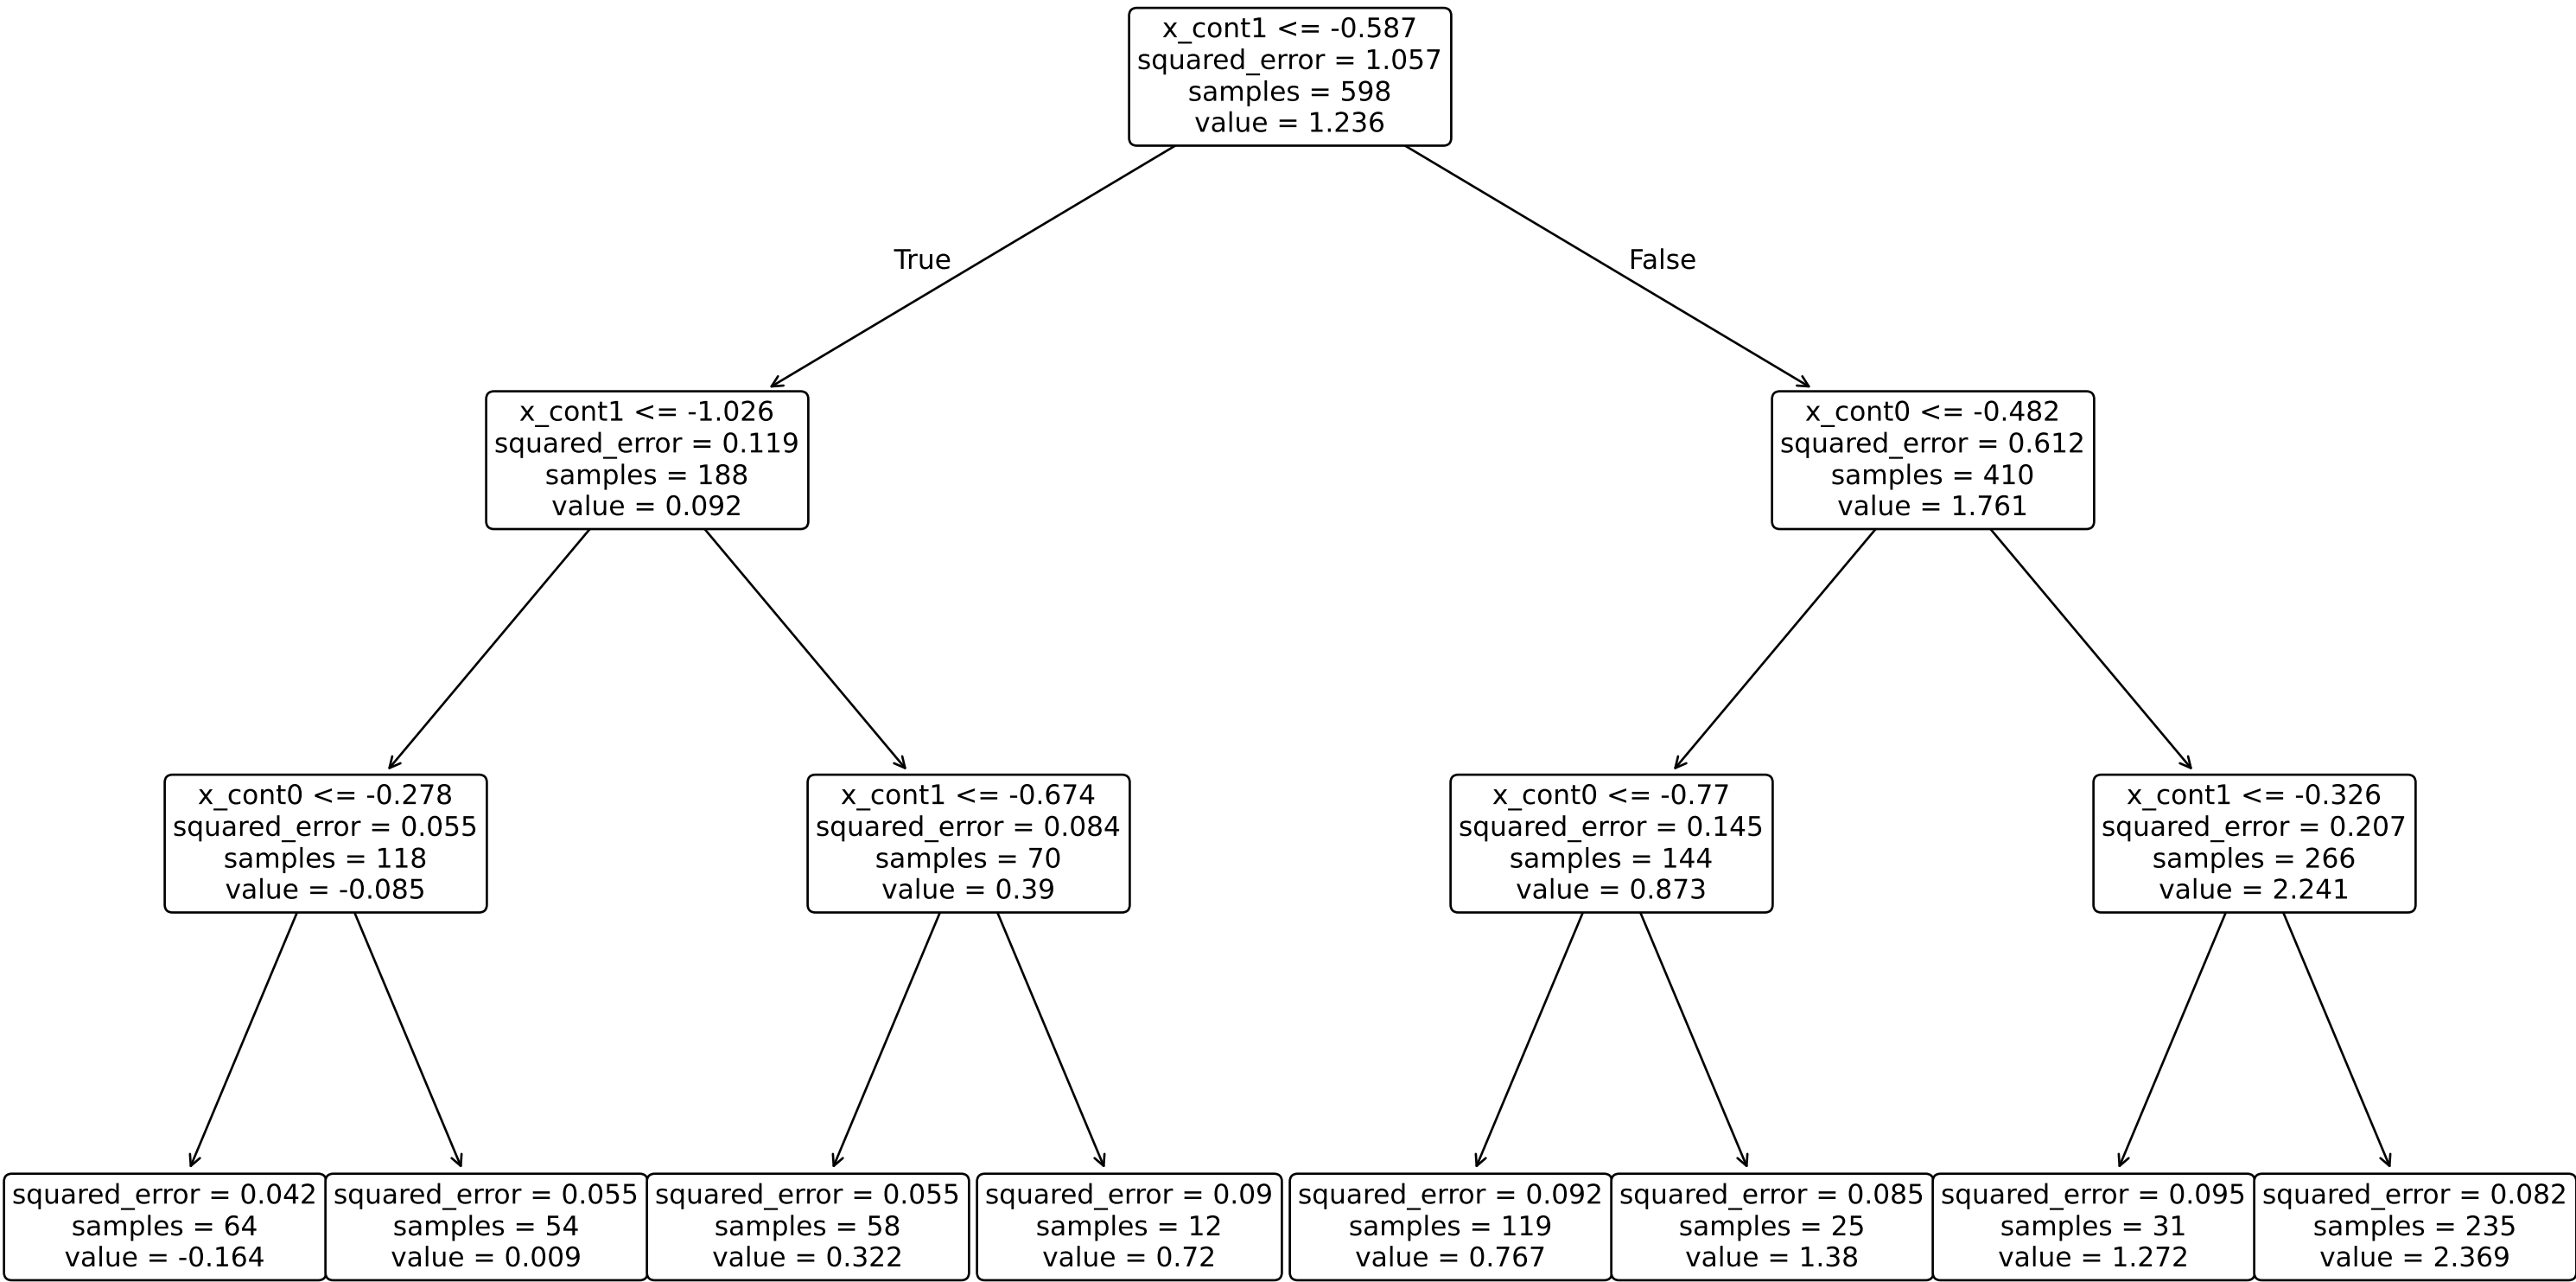 x_cont1 <= -0.587
squared_error = 1.057
samples = 598
value = 1.236
True
False
x_cont1 <= -1.026
squared_error = 0.119
samples = 188
value = 0.092
x_cont0 <= -0.482
squared_error = 0.612
samples = 410
value = 1.761
x_cont0 <= -0.278
squared_error = 0.055
samples = 118
value = -0.085
x_cont1 <= -0.674
squared_error = 0.084
samples = 70
value = 0.39
x_cont0 <= -0.77
squared_error = 0.145
samples = 144
value = 0.873
x_cont1 <= -0.326
squared_error = 0.207
samples = 266
value = 2.241
squared_error = 0.042
samples = 64
value = -0.164
squared_error = 0.055
samples = 54
value = 0.009
squared_error = 0.055
samples = 58
value = 0.322
squared_error = 0.09
samples = 12
value = 0.72
squared_error = 0.092
samples = 119
value = 0.767
squared_error = 0.085
samples = 25
value = 1.38
squared_error = 0.095
samples = 31
value = 1.272
squared_error = 0.082
samples = 235
value = 2.369